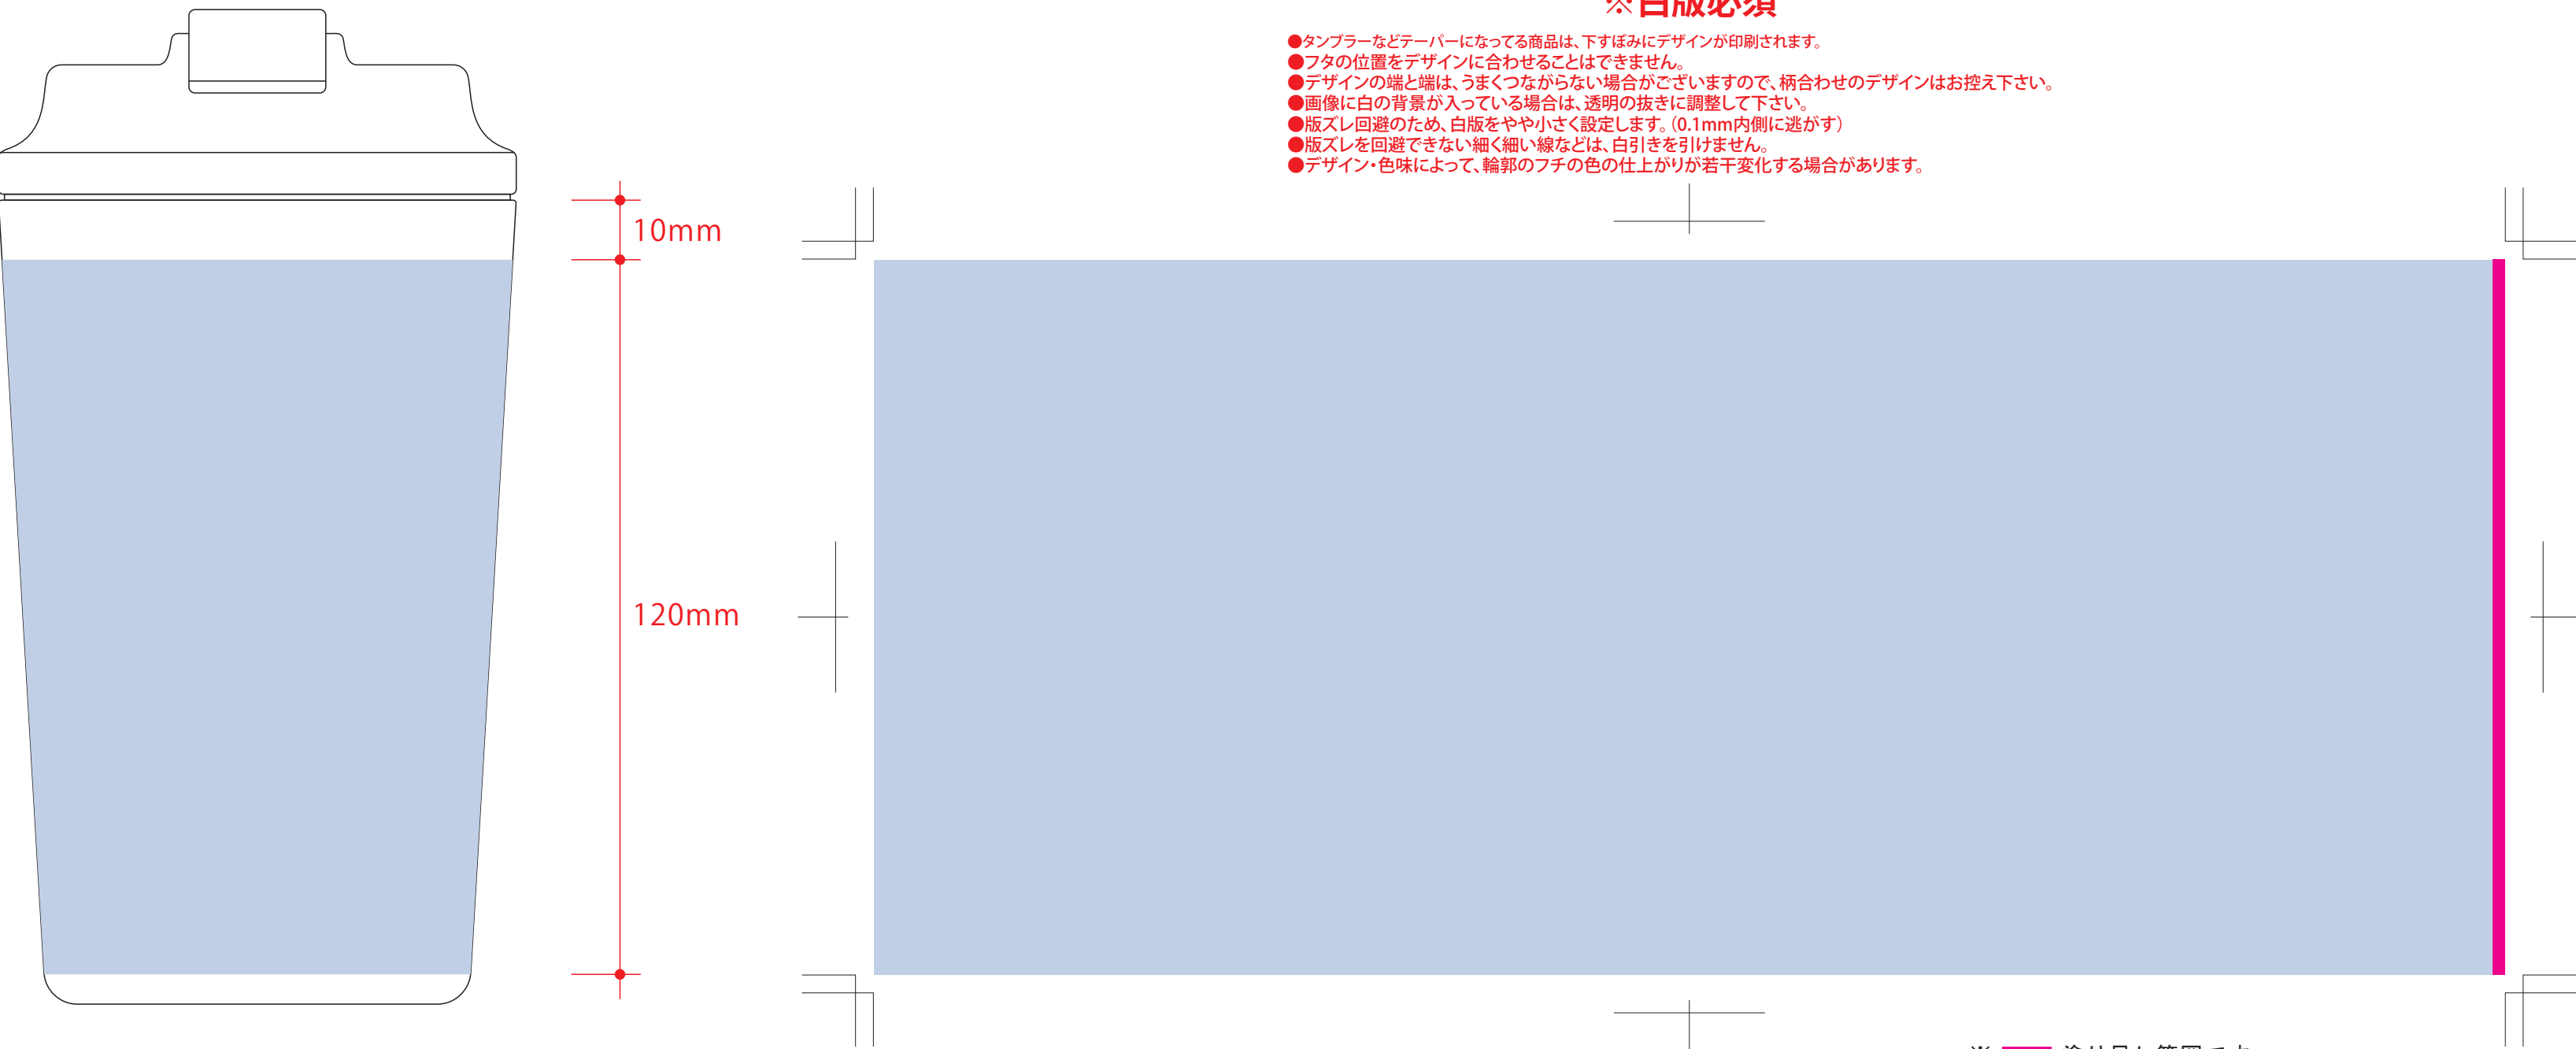 ※白版必須
●タンブラーなどテーパーになってる商品は、下すぼみにデザインが印刷されます。
●フタの位置をデザインに合わせることはできません。
●デザインの端と端は、うまくつながらない場合がございますので、柄合わせのデザインはお控え下さい。
●画像に白の背景が入っている場合は、透明の抜きに調整して下さい。
●版ズレ回避のため、白版をやや小さく設定します。（0.1mm内側に逃がす）
●版ズレを回避できない細く細い線などは、白引きを引けません。
●デザイン・色味によって、輪郭のフチの色の仕上がりが若干変化する場合があります。
10mm
120mm